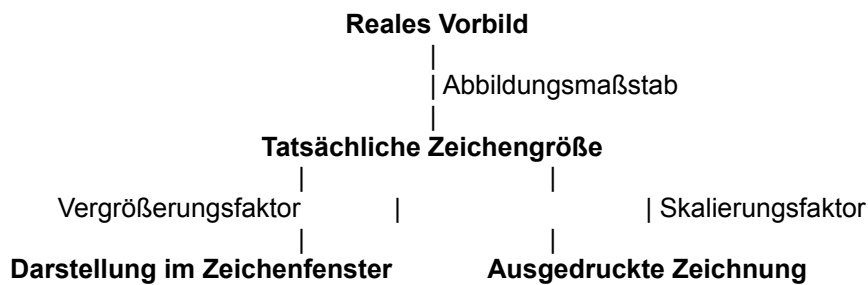 Reales Vorbild
|
| Abbildungsmaßstab
|
Tatsächliche Zeichengröße
| |
Vergrößerungsfaktor | | Skalierungsfaktor
| |
Darstellung im Zeichenfenster Ausgedruckte Zeichnung